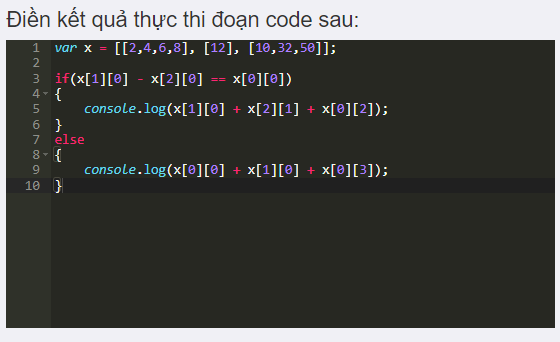 Điền kết quả thực thi đoạn code sau:
1 var x = [[2,4,6,8], [12], [10,32,50]];
2
3 if(x[1][0] - x[2][0] == x[0][0])
4 {
5     console.log(x[1][0] + x[2][1] + x[0][2]);
6 }
7 else
8 {
9     console.log(x[0][0] + x[1][0] + x[0][3]);
10 }